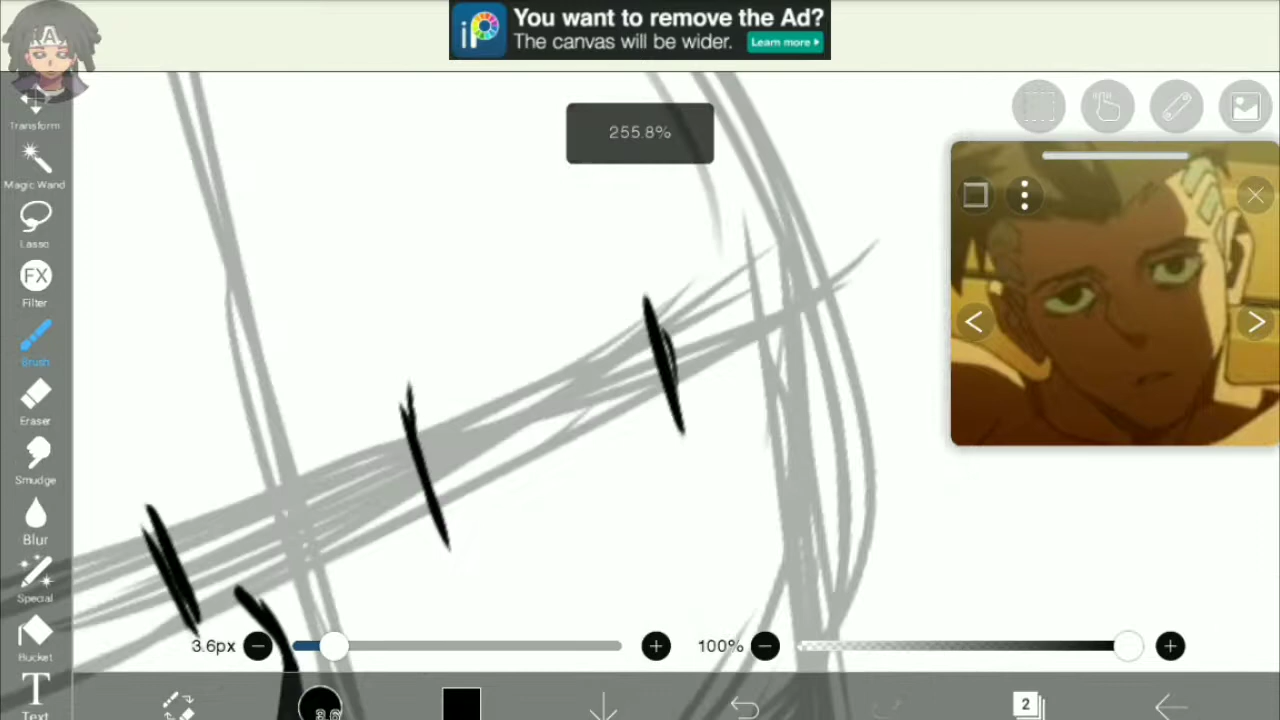 You want to remove the Ad?
The canvas will be wider.
Learn more
iP
A
255.8%
Transform
Magic Wand
Lasso
FX
Filter
Brush
Eraser
Smudge
Blur
Special
Bucket
T
Text
3.6px
100%
2